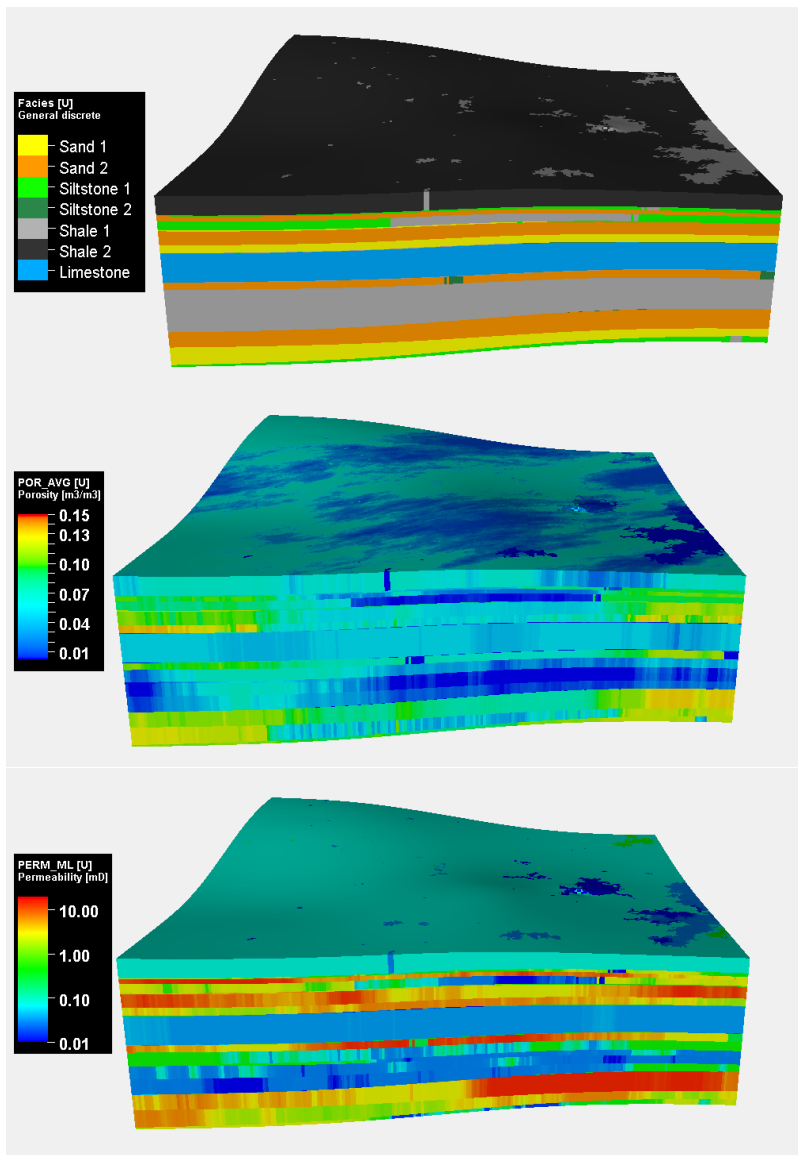 Facies [U]
General discrete
Sand 1
Sand 2
Siltstone 1
Siltstone 2
Shale 1
Shale 2
Limestone
POR_AVG [U]
Porosity [m3/m3]
0.15
0.13
0.10
0.07
0.04
0.01
PERM_ML [U]
Permeability [mD]
10.00
1.00
0.10
0.01